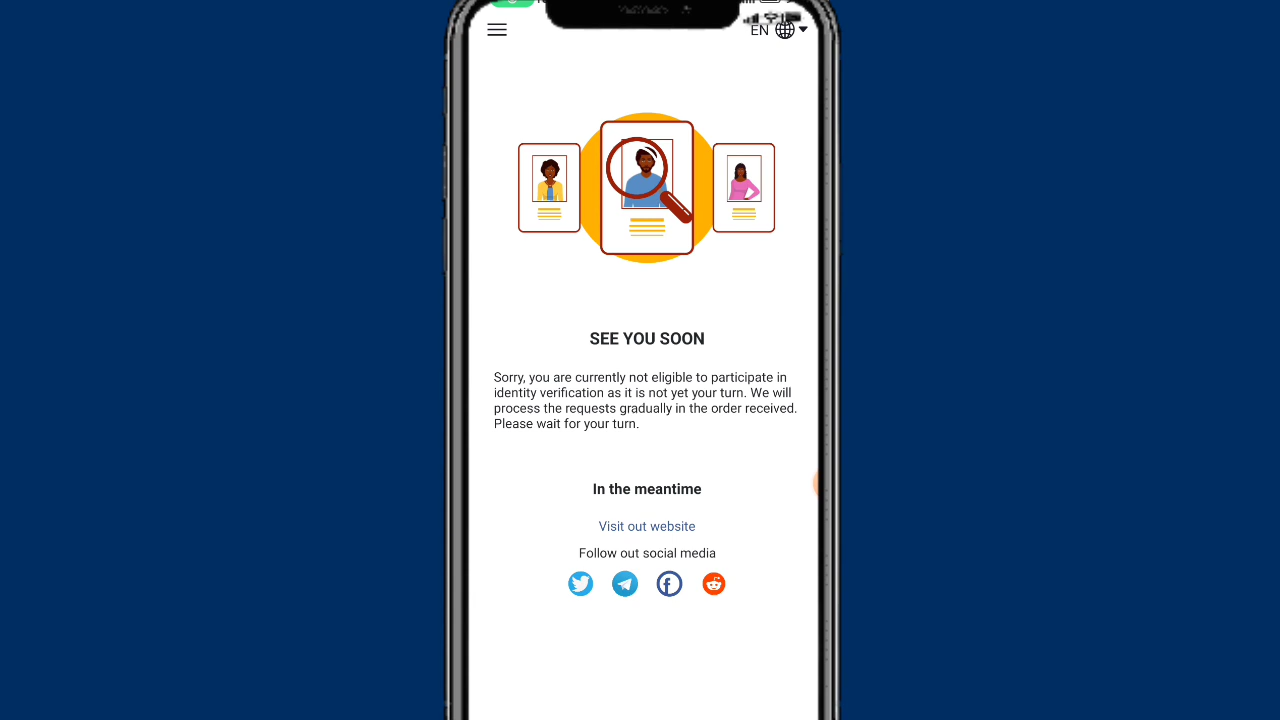 EN
SEE YOU SOON
Sorry, you are currently not eligible to participate in
identity verification as it is not yet your turn. We will
process the requests gradually in the order received.
Please wait for your turn.
In the meantime
Visit out website
Follow out social media